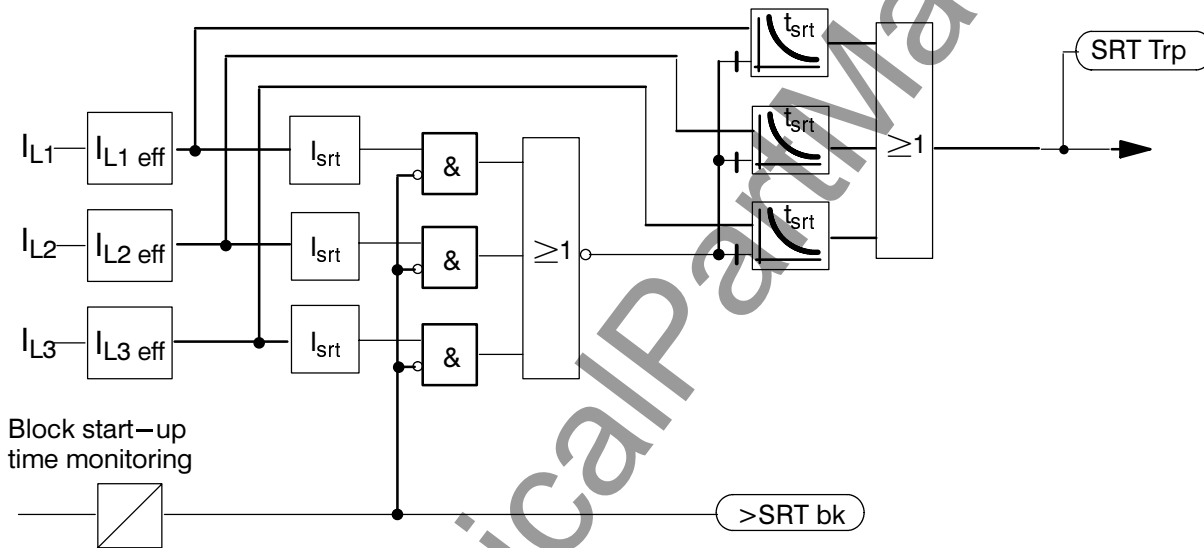 t_srt
SRT Trp
I_L1
I_L1 eff
I_srt
&
≥1
t_srt
≥1
I_L2
I_L2 eff
I_srt
&
t_srt
I_L3
I_L3 eff
I_srt
&
Block start–up
time monitoring
>SRT bk
icalPartMa